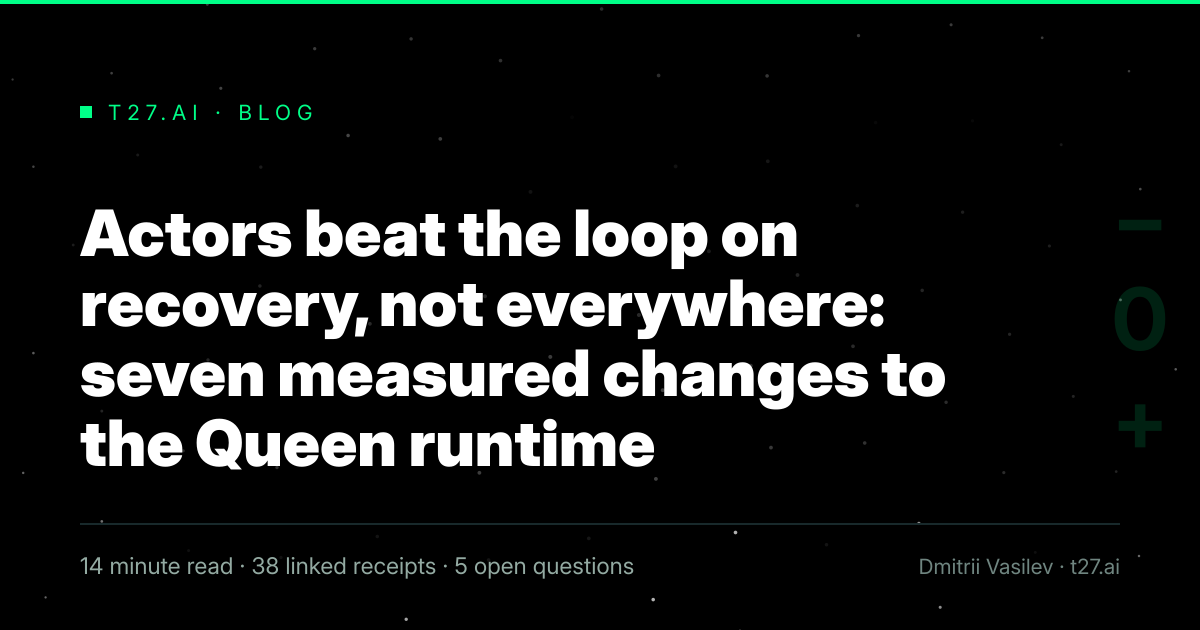 T27.AI · BLOG
Actors beat the loop on
recovery, not everywhere:
seven measured changes to
the Queen runtime
−
0
+
14 minute read · 38 linked receipts · 5 open questions
Dmitrii Vasilev · t27.ai